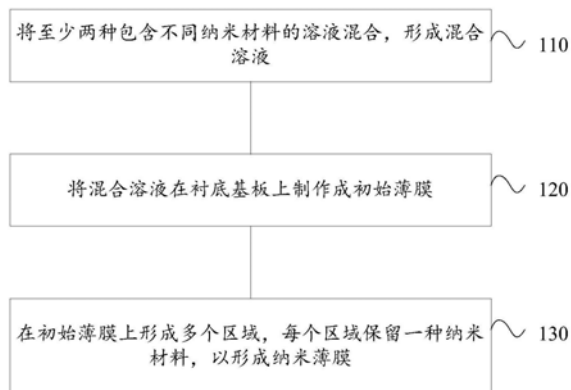 将至少两种包含不同纳米材料的溶液混合，形成混合
溶液
110
将混合溶液在衬底基板上制作成初始薄膜
120
在初始薄膜上形成多个区域，每个区域保留一种纳米
材料，以形成纳米薄膜
130